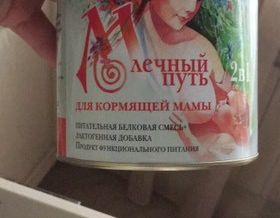 Млечный
путь
2 в 1
ДЛЯ КОРМЯЩЕЙ МАМЫ
ПИТАТЕЛЬНАЯ БЕЛКОВАЯ СМЕСЬ+
ЛАКТОГЕННАЯ ДОБАВКА
ПРОДУКТ ФУНКЦИОНАЛЬНОГО ПИТАНИЯ